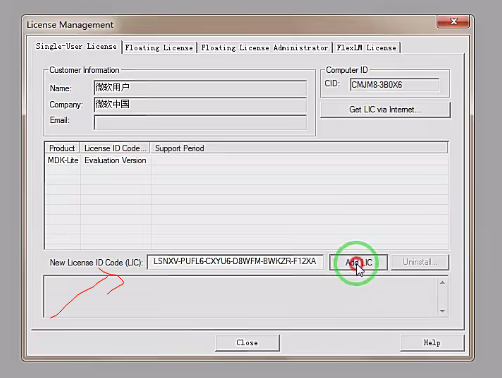 License Management
Single-User License | Floating License | Floating License Administrator | FlexLM License
Customer Information
Name: 微软用户
Company: 微软中国
Email:
Computer ID
CID: CMJM8-3B0X6
Get LIC via Internet...
Product License ID Code... Support Period
MDK-Lite Evaluation Version
New License ID Code (LIC): LSNXV-PUFL6-CXYU6-D8WFM-BWKZR-F12XA
Add LIC
Uninstall...
Close
Help